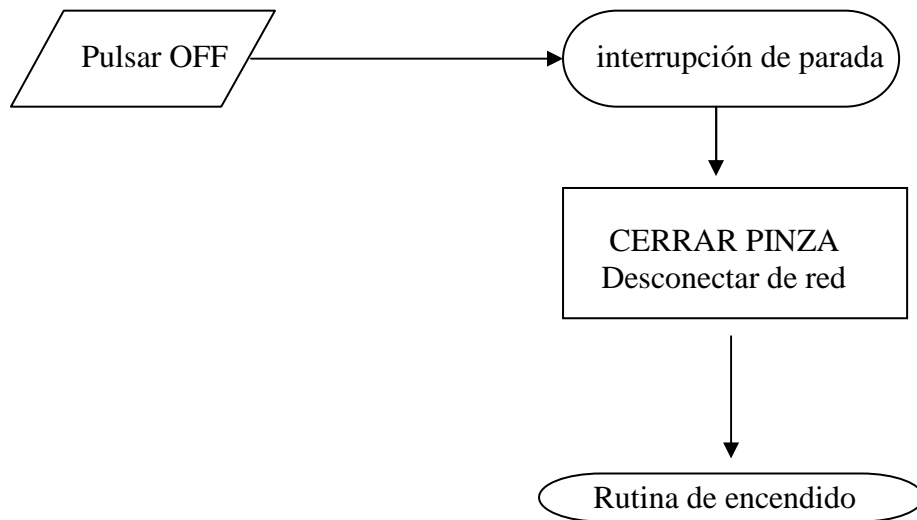 Pulsar OFF
interrupción de parada
CERRAR PINZA
Desconectar de red
Rutina de encendido